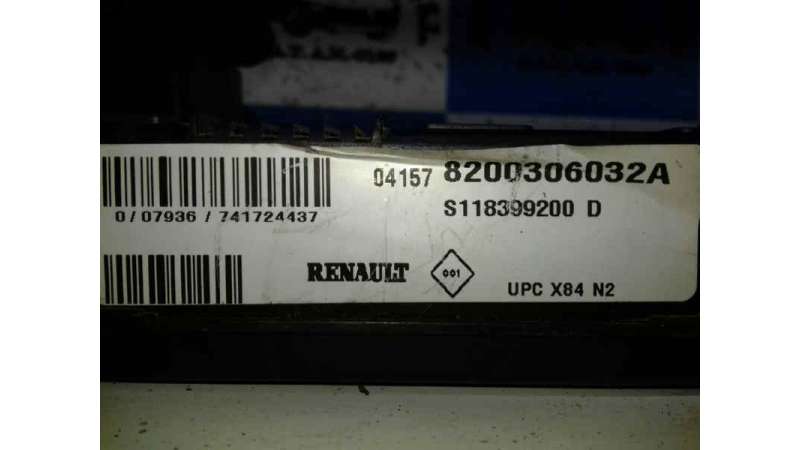 04157 8200306032A
S118399200 D
0/07936/741724437
RENAULT
001
UPC X84 N2